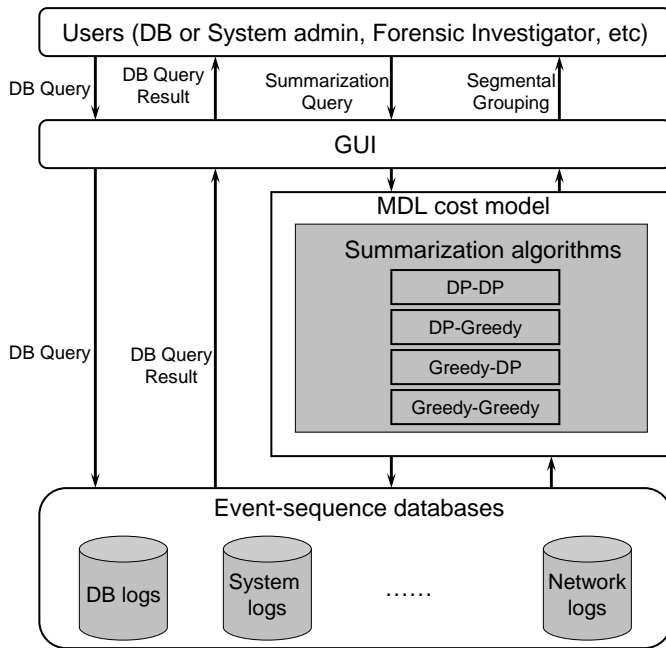 Users (DB or System admin, Forensic Investigator, etc)
DB Query
DB Query
Result
Summarization
Query
Segmental
Grouping
GUI
MDL cost model
Summarization algorithms
DP-DP
DP-Greedy
Greedy-DP
Greedy-Greedy
DB Query
DB Query
Result
Event-sequence databases
DB logs
System
logs
......
Network
logs